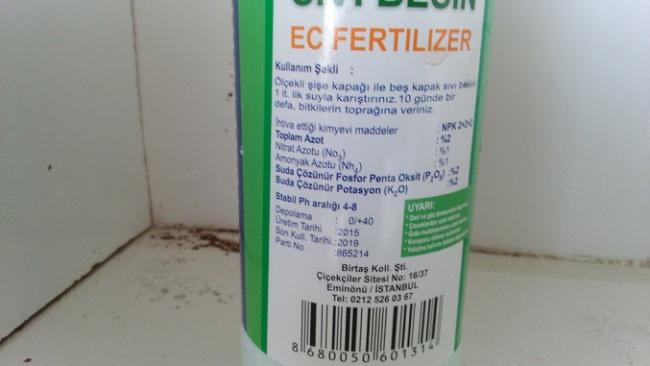 SIVI BESİN
EC FERTILIZER
Kullanım Şekli :
Ölçekli şişe kapağı ile beş kapak sıvı besini
1 lt. lik suyla karıştırınız. 10 günde bir
defa, bitkilerin toprağına veriniz.
İhtiva ettiği kimyevi maddeler : NPK 2+2+2
Toplam Azot : %2
Nitrat Azotu (No3) : %1
Amonyak Azotu (Nh4) : %1
Suda Çözünür Fosfor Penta Oksit (P2O5) :%2
Suda Çözünür Potasyon (K2O) :%2
Stabil Ph aralığı 4-8
Depolama : 0/+40
Üretim Tarihi :2015
Son Kull. Tarihi.:2019
Parti No :865214
UYARI:
Birtaş Koll. Şti.
Çiçekçiler Sitesi No: 16/37
Eminönü / İSTANBUL
Tel: 0212 526 03 67
8 680050 601314